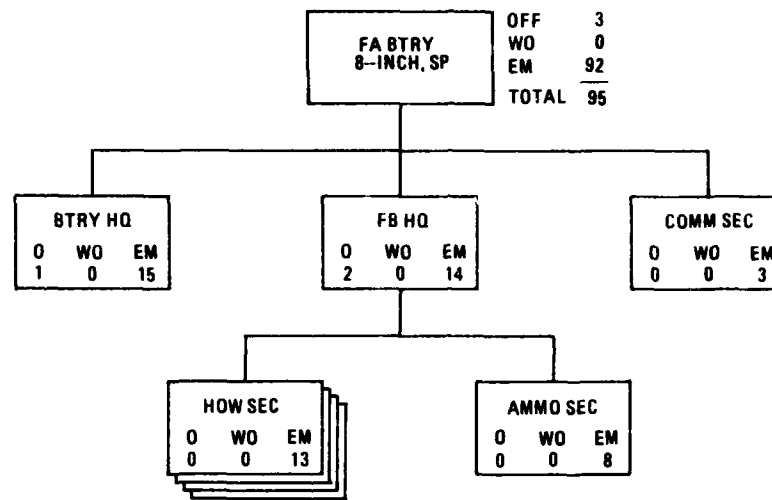 FA BTRY
8-INCH, SP
OFF 3
WO 0
EM 92
TOTAL 95
BTRY HQ
O WO EM
1 0 15
FB HQ
O WO EM
2 0 14
COMM SEC
O WO EM
0 0 3
HOW SEC
O WO EM
0 0 13
AMMO SEC
O WO EM
0 0 8